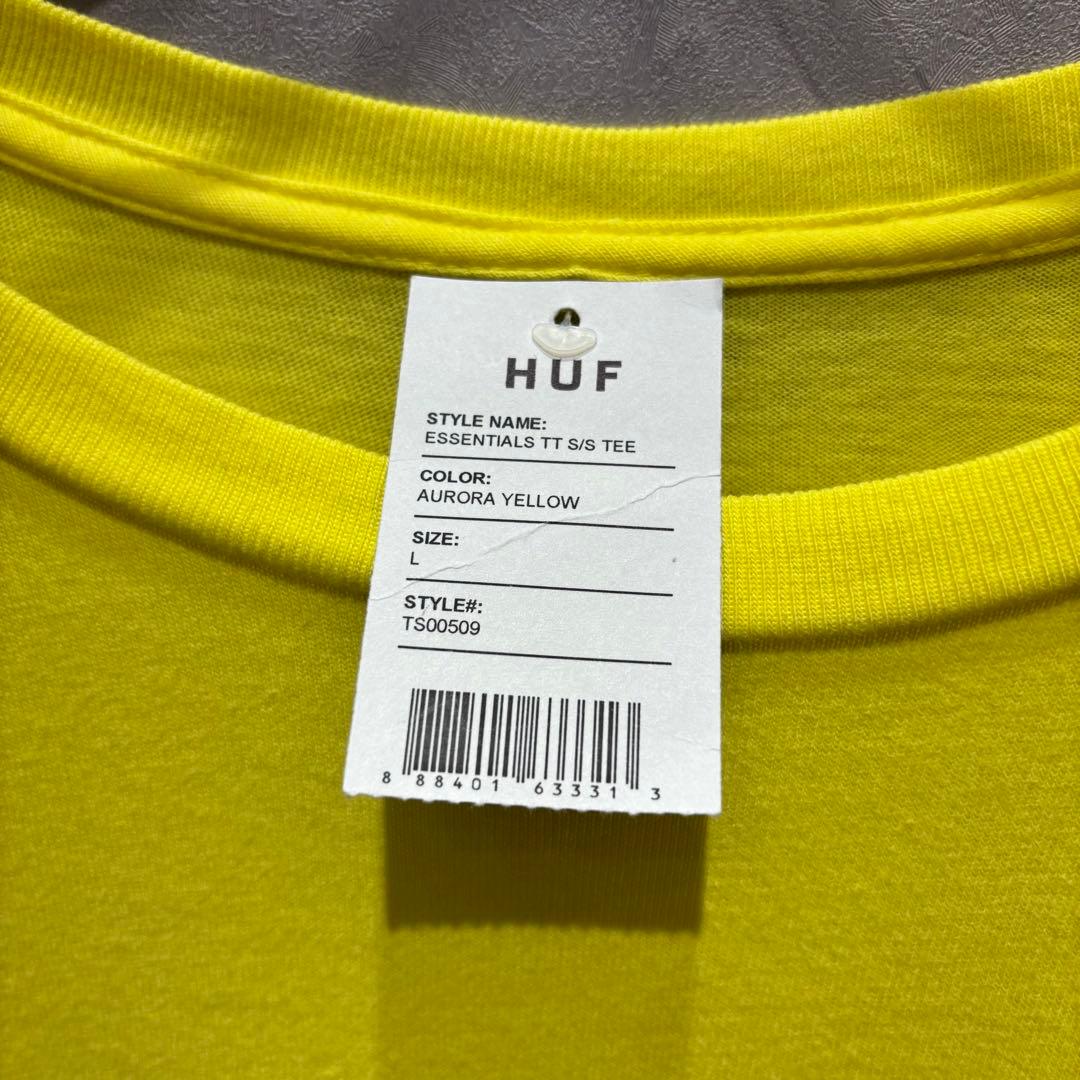 HUF
STYLE NAME:
ESSENTIALS TT S/S TEE
COLOR:
AURORA YELLOW
SIZE:
L
STYLE#:
TS00509
8 88401 63331 3